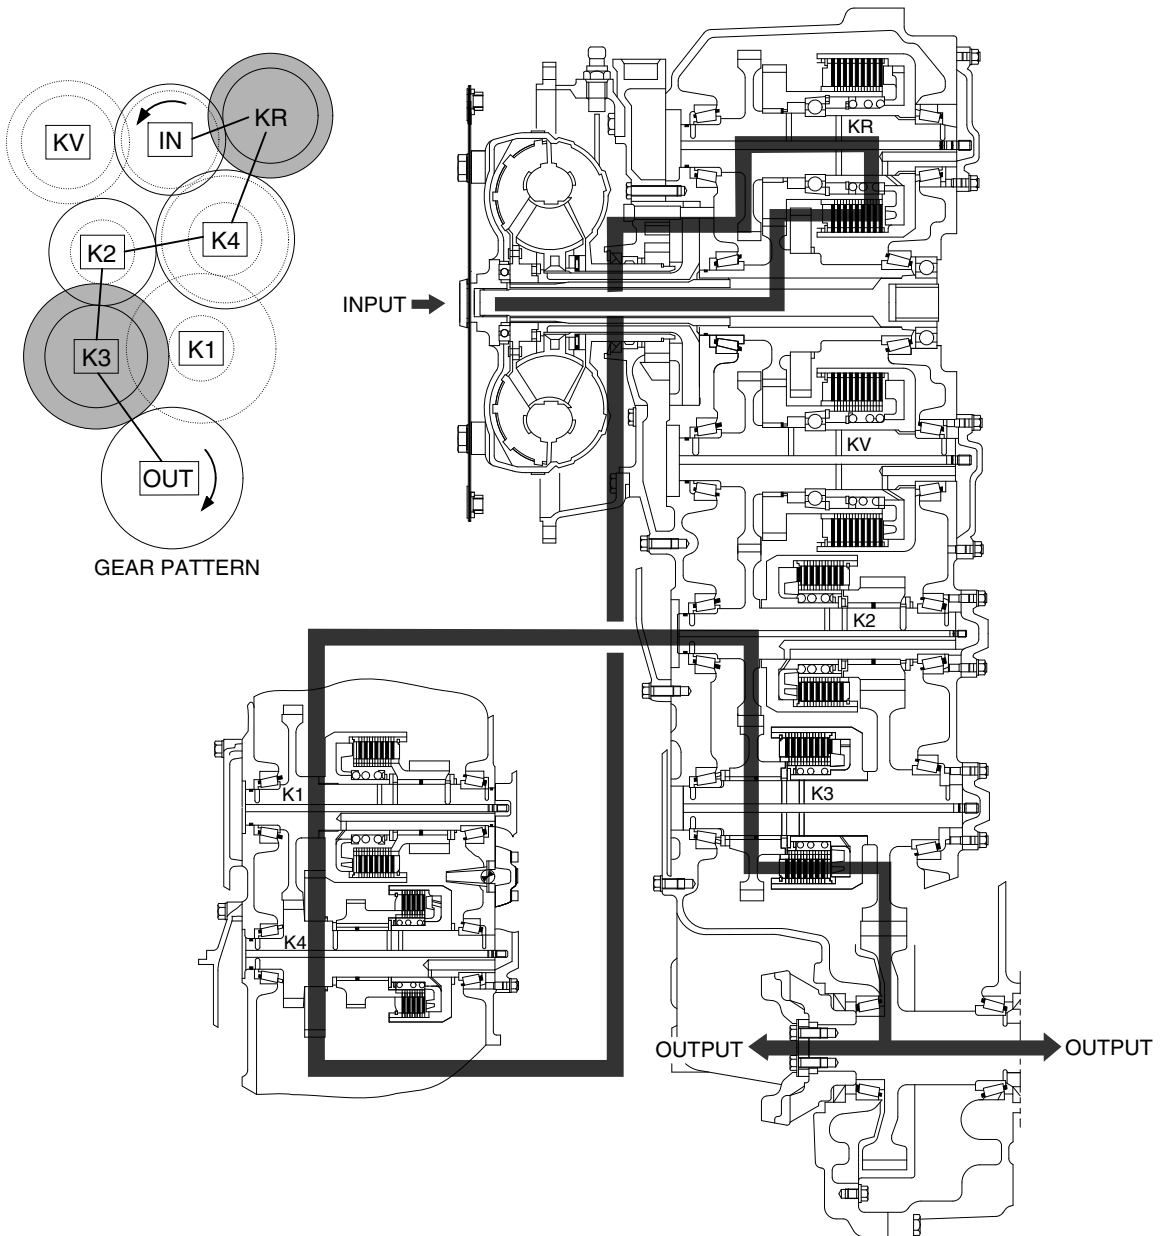 KV
IN
KR
K2
K4
K3
K1
OUT
GEAR PATTERN
INPUT
KR
KV
K2
K3
K1
K4
OUTPUT
OUTPUT